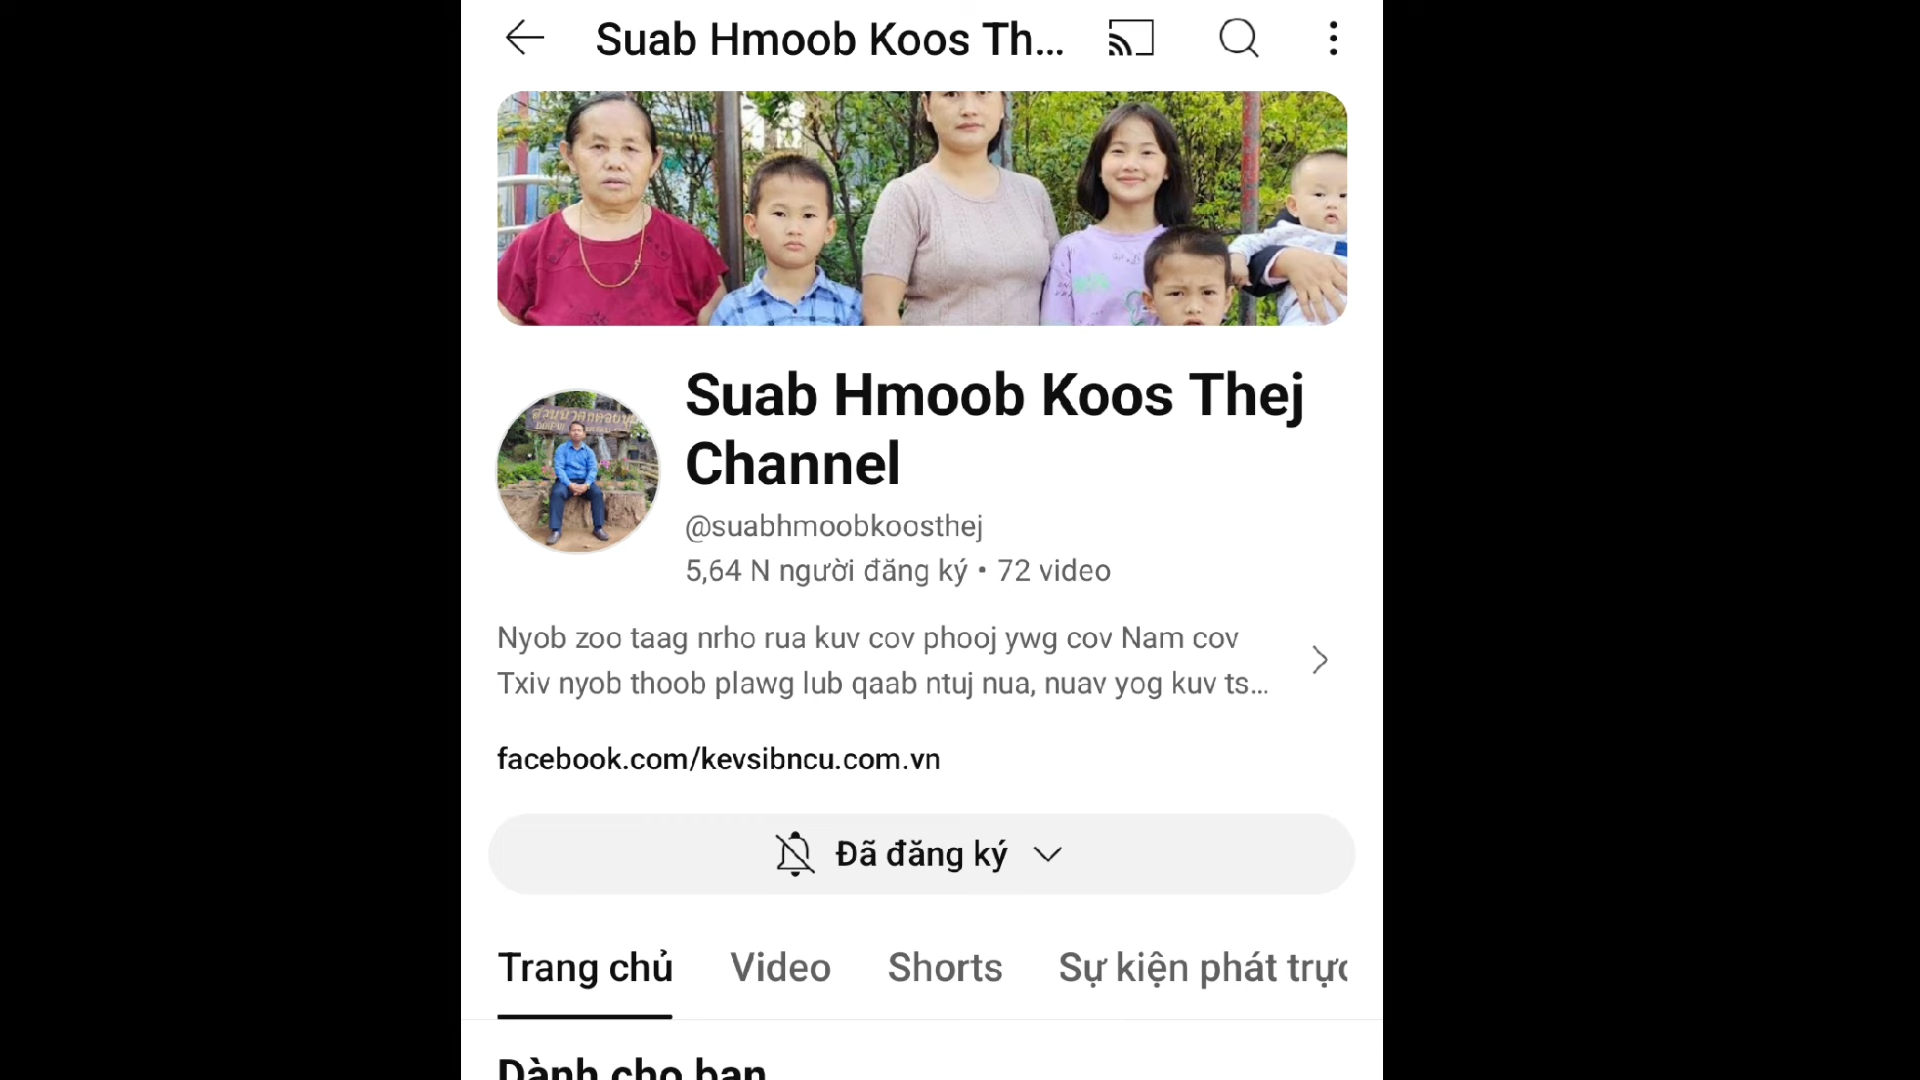 Suab Hmoob Koos Th...
Suab Hmoob Koos Thej
Channel
@suabhmoobkoosthej
5,64 N người đăng ký • 72 video
Nyob zoo taag nrho rua kuv cov phooj ywg cov Nam cov
Txiv nyob thoob plawg lub qaab ntuj nua, nuav yog kuv ts...
facebook.com/kevsibncu.com.vn
Đã đăng ký
Trang chủ Video Shorts Sự kiện phát trực
Dành cho bạn